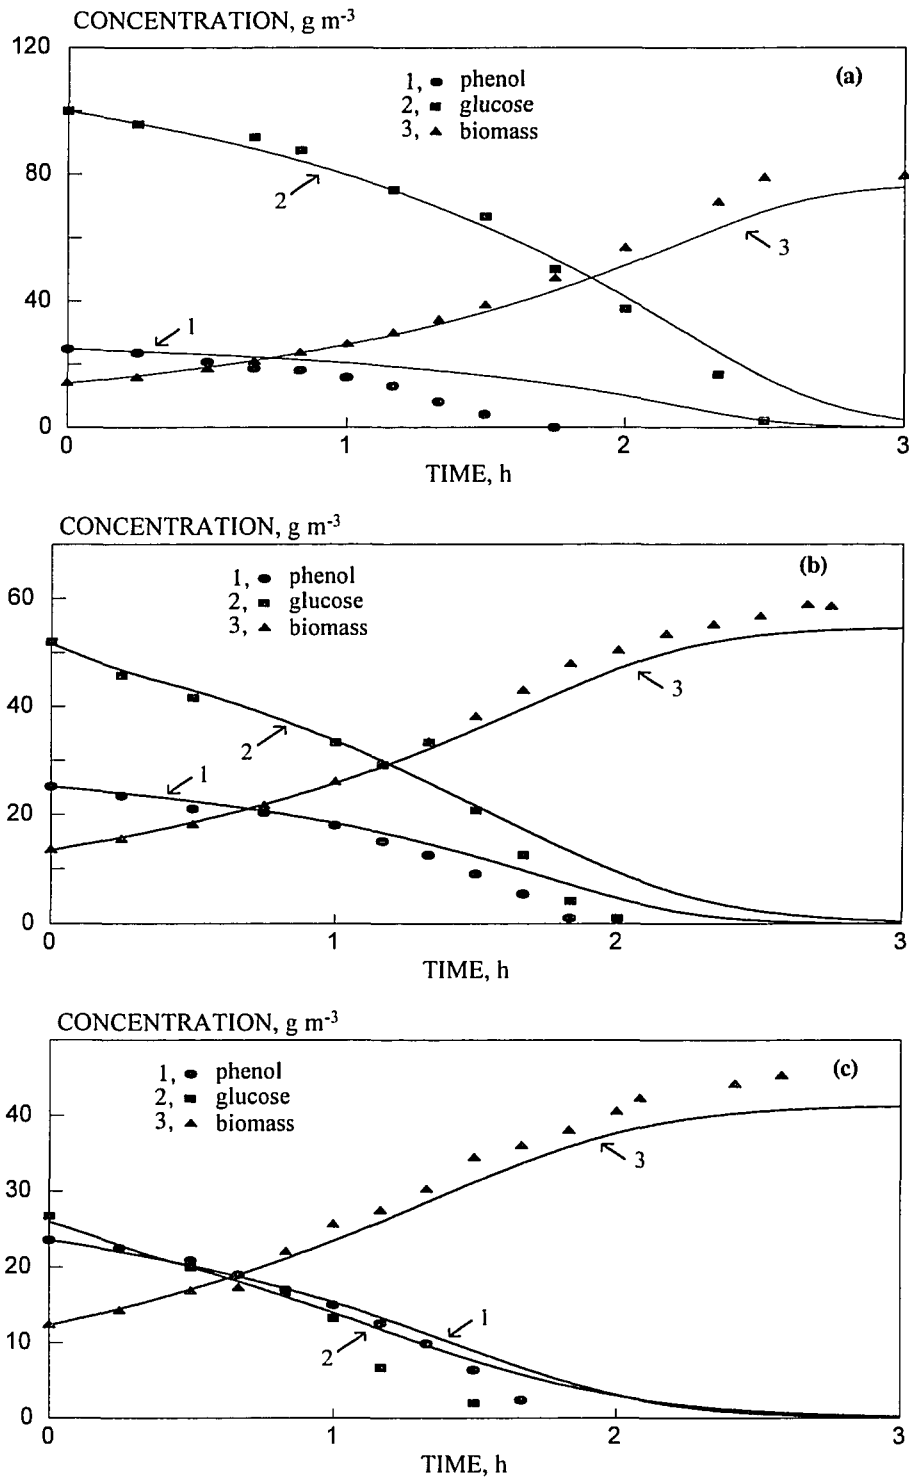 CONCENTRATION, g m-3
120
(a)
1, phenol
2, glucose
3, biomass
80
2
3
40
1
0
0 1 2 3
TIME, h
CONCENTRATION, g m-3
(b)
1, phenol
2, glucose
3, biomass
60
3
40
2
1
20
0
0 1 2 3
TIME, h
CONCENTRATION, g m-3
(c)
1, phenol
2, glucose
3, biomass
40
3
30
20
1
2
10
0
0 1 2 3
TIME, h